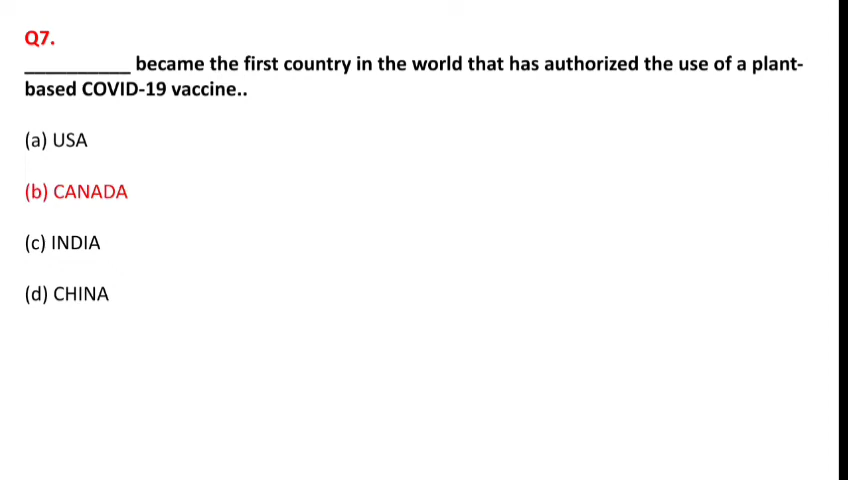 Q7.
___________ became the first country in the world that has authorized the use of a plant-
based COVID-19 vaccine..
(a) USA
(b) CANADA
(c) INDIA
(d) CHINA